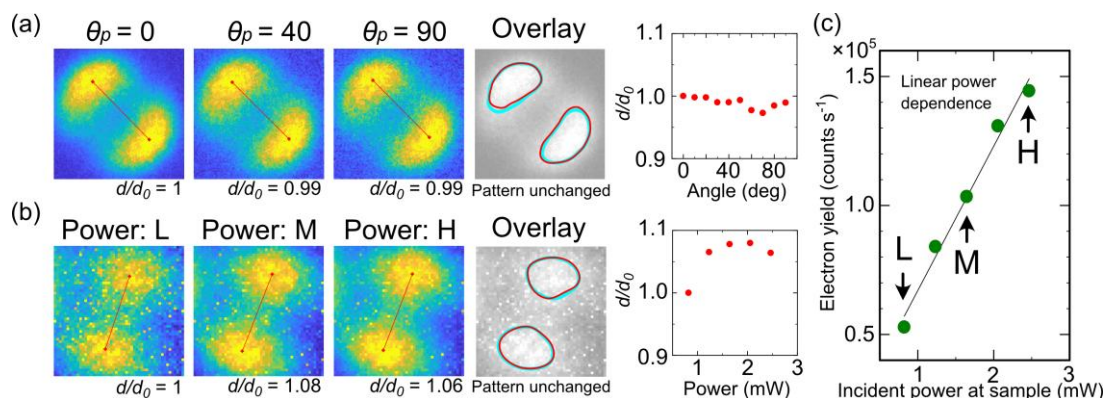 (a)
θp = 0
θp = 40
θp = 90
Overlay
d/d0 = 1
d/d0 = 0.99
d/d0 = 0.99
Pattern unchanged
d/d0
1.1
1.0
0.9
0
40
80
Angle (deg)
(b)
Power: L
Power: M
Power: H
Overlay
d/d0 = 1
d/d0 = 1.08
d/d0 = 1.06
Pattern unchanged
d/d0
1.1
1.0
0.9
0
1
2
3
Power (mW)
(c)
Electron yield (counts s-1)
×10^5
1.5
1.0
0.5
Linear power
dependence
L
M
H
1
2
3
Incident power at sample (mW)